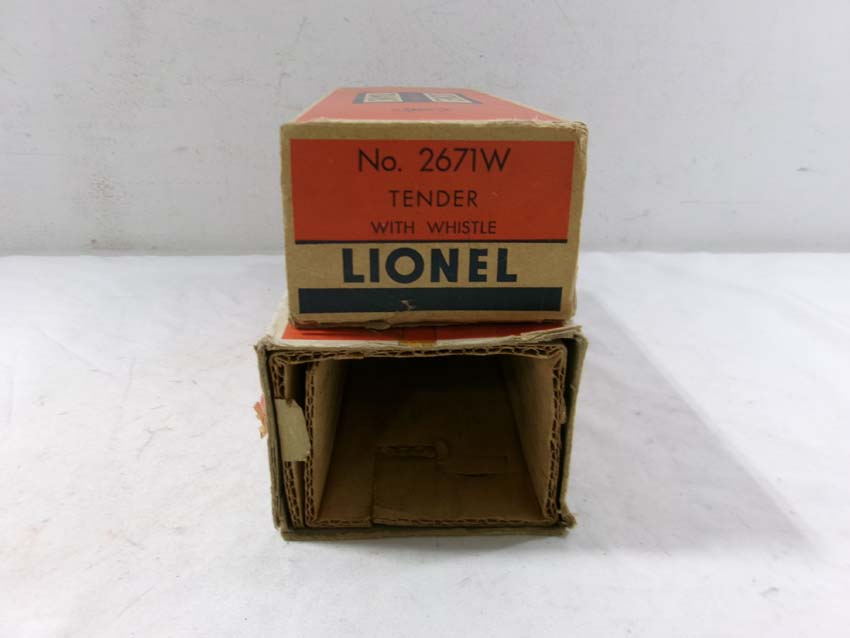 No. 2671W
TENDER
WITH WHISTLE
LIONEL